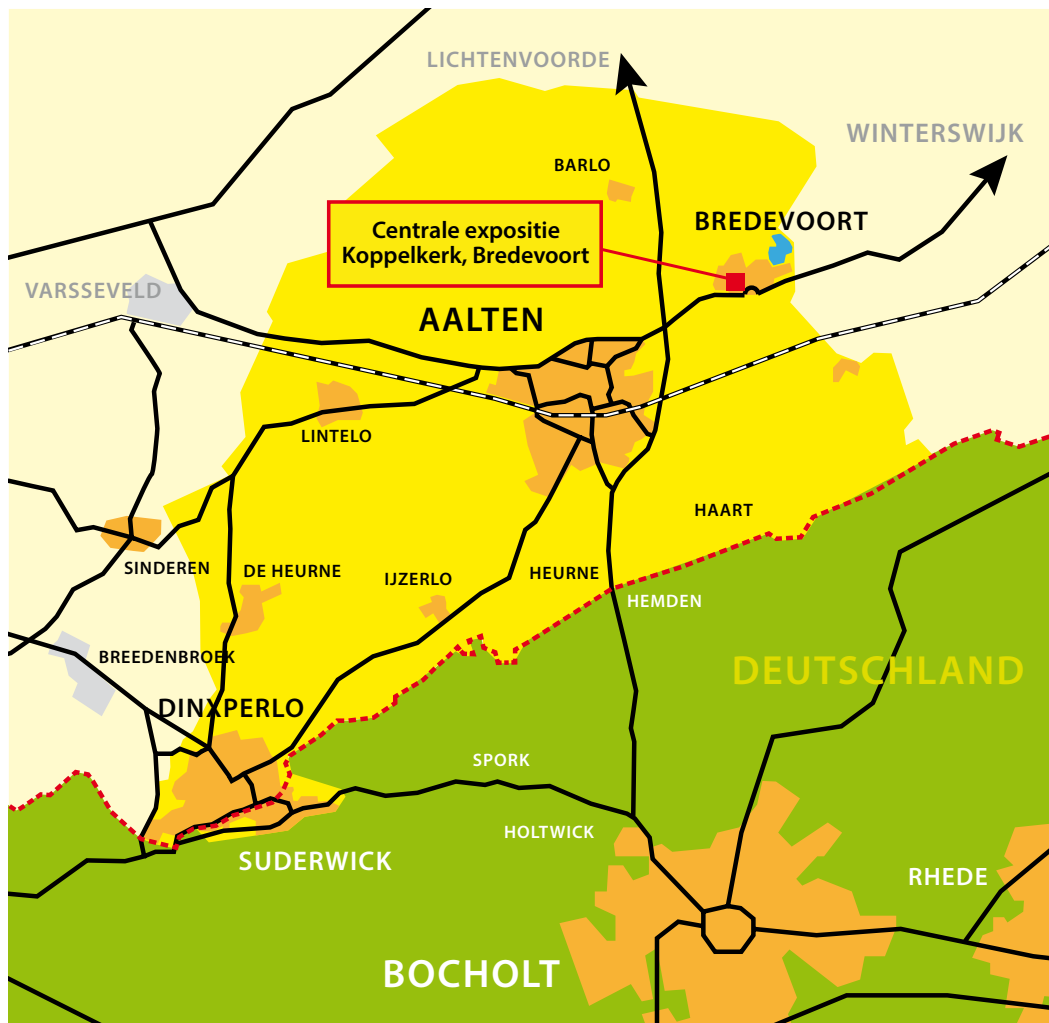 LICHTENVOORDE
WINTERSWIJK
BARLO
BREDEVOORT
Centrale expositie
Koppelkerk, Bredevoort
VARSSEVELD
AALTEN
LINTELO
HAART
SINDEREN
DE HEURNE
IJZERLO
HEURNE
HEMDEN
BREEDENBROEK
DEUTSCHLAND
DINXPERLO
SPORK
HOLTWICK
SUDERWICK
RHEDE
BOCHOLT